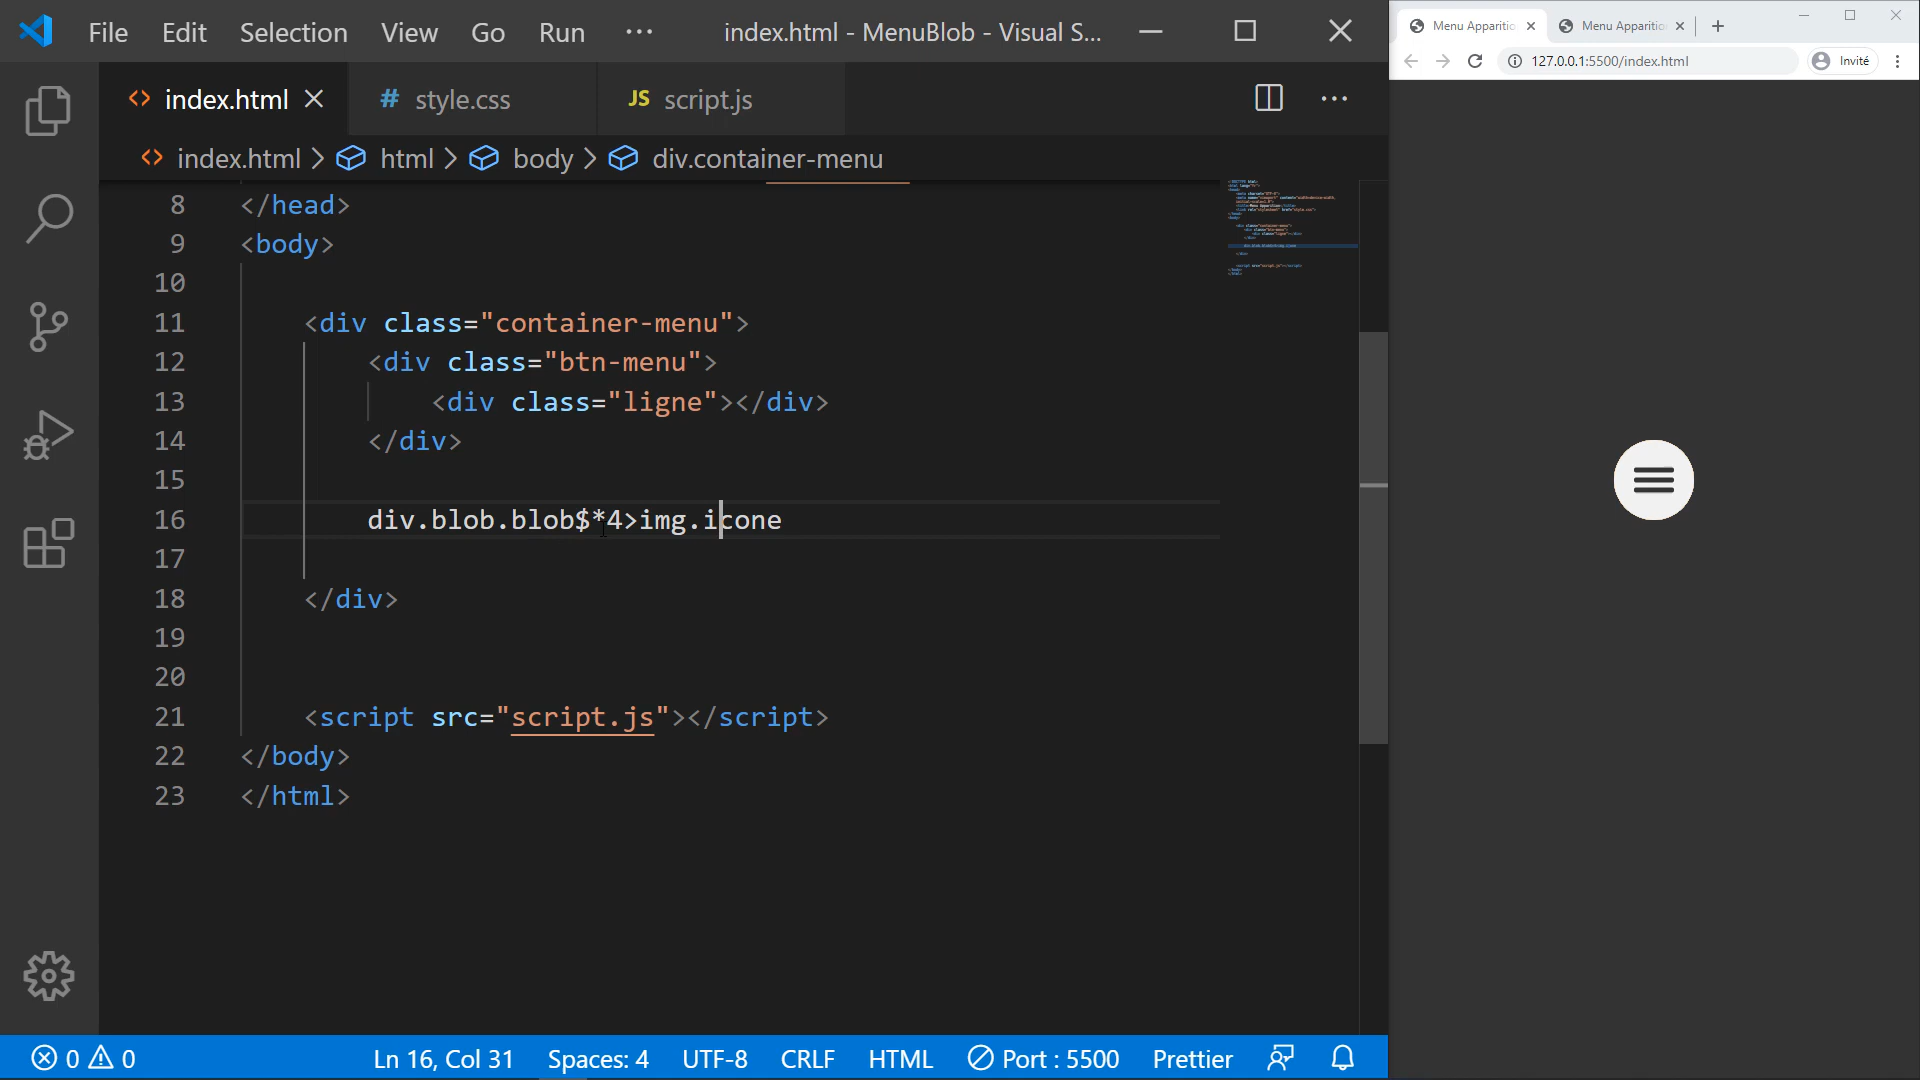 File Edit Selection View Go Run ··· index.html - MenuBlob - Visual S...
index.html style.css JS script.js
index.html > html > body > div.container-menu
8 </head>
9 <body>
10
11 <div class="container-menu">
12 <div class="btn-menu">
13 <div class="ligne"></div>
14 </div>
15
16 div.blob.blob$*4>img.icone
17
18 </div>
19
20
21 <script src="script.js"></script>
22 </body>
23 </html>
0 0 Ln 16, Col 31 Spaces: 4 UTF-8 CRLF HTML Port : 5500 Prettier
Menu Apparitio Menu Apparitio
127.0.0.1:5500/index.html Invité